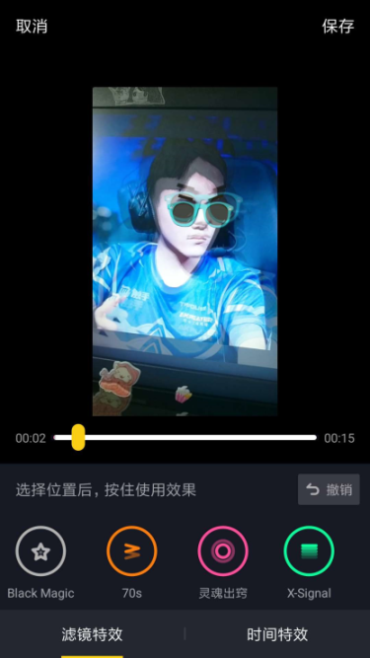 取消
保存
00:02
00:15
选择位置后，按住使用效果
撤销
Black Magic
70s
灵魂出窍
X-Signal
滤镜特效
时间特效